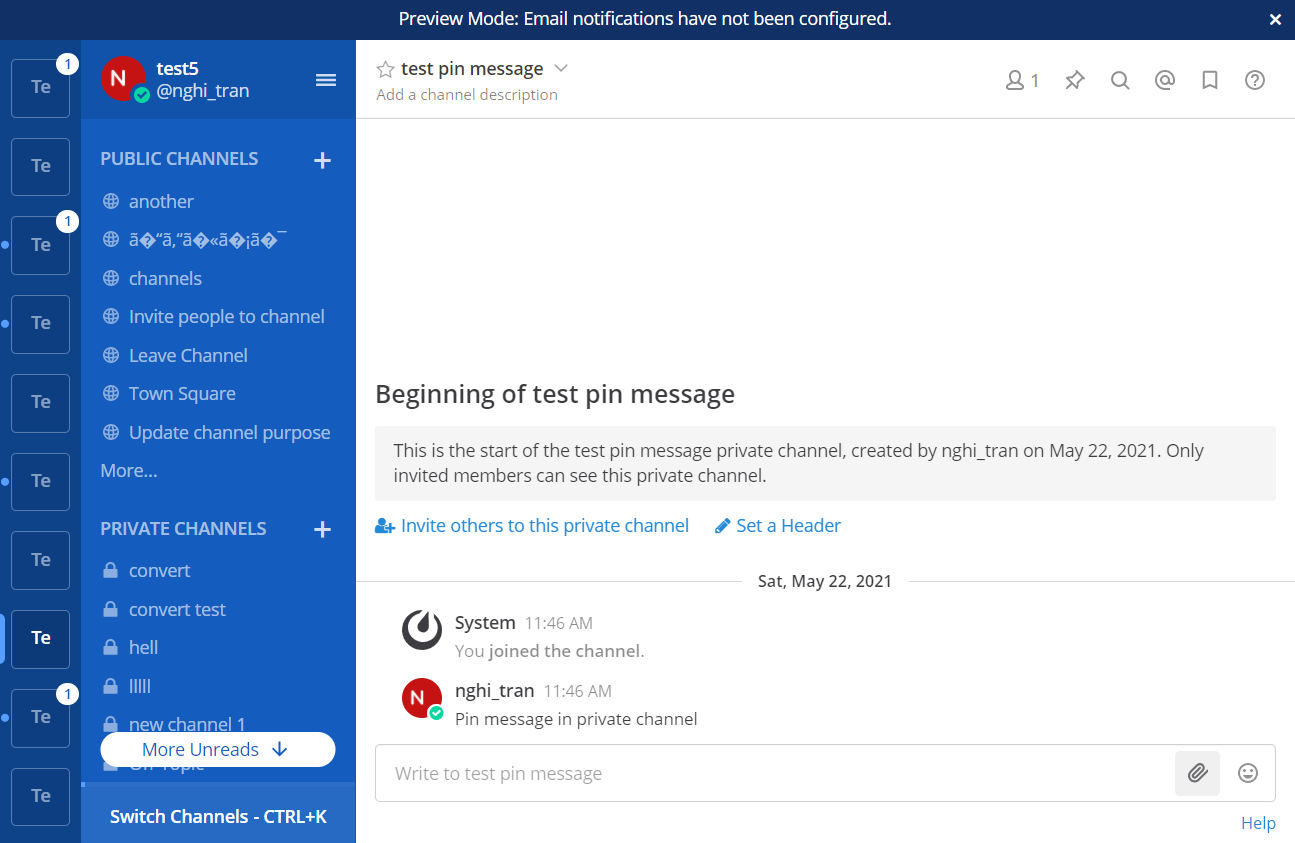 Preview Mode: Email notifications have not been configured.
Te 1
Te
Te 1
Te
Te
Te
Te
Te
Te 1
Te
N
test5
@nghi_tran
PUBLIC CHANNELS
another
ã�“ã‚“ã�«ã�¡ã�¯
channels
Invite people to channel
Leave Channel
Town Square
Update channel purpose
More...
PRIVATE CHANNELS
convert
convert test
hell
lllll
new channel 1
More Unreads
Off-Topic
Switch Channels - CTRL+K
test pin message
Add a channel description
1
Beginning of test pin message
This is the start of the test pin message private channel, created by nghi_tran on May 22, 2021. Only
invited members can see this private channel.
Invite others to this private channel Set a Header
Sat, May 22, 2021
System 11:46 AM
You joined the channel.
N
nghi_tran 11:46 AM
Pin message in private channel
Write to test pin message
Help